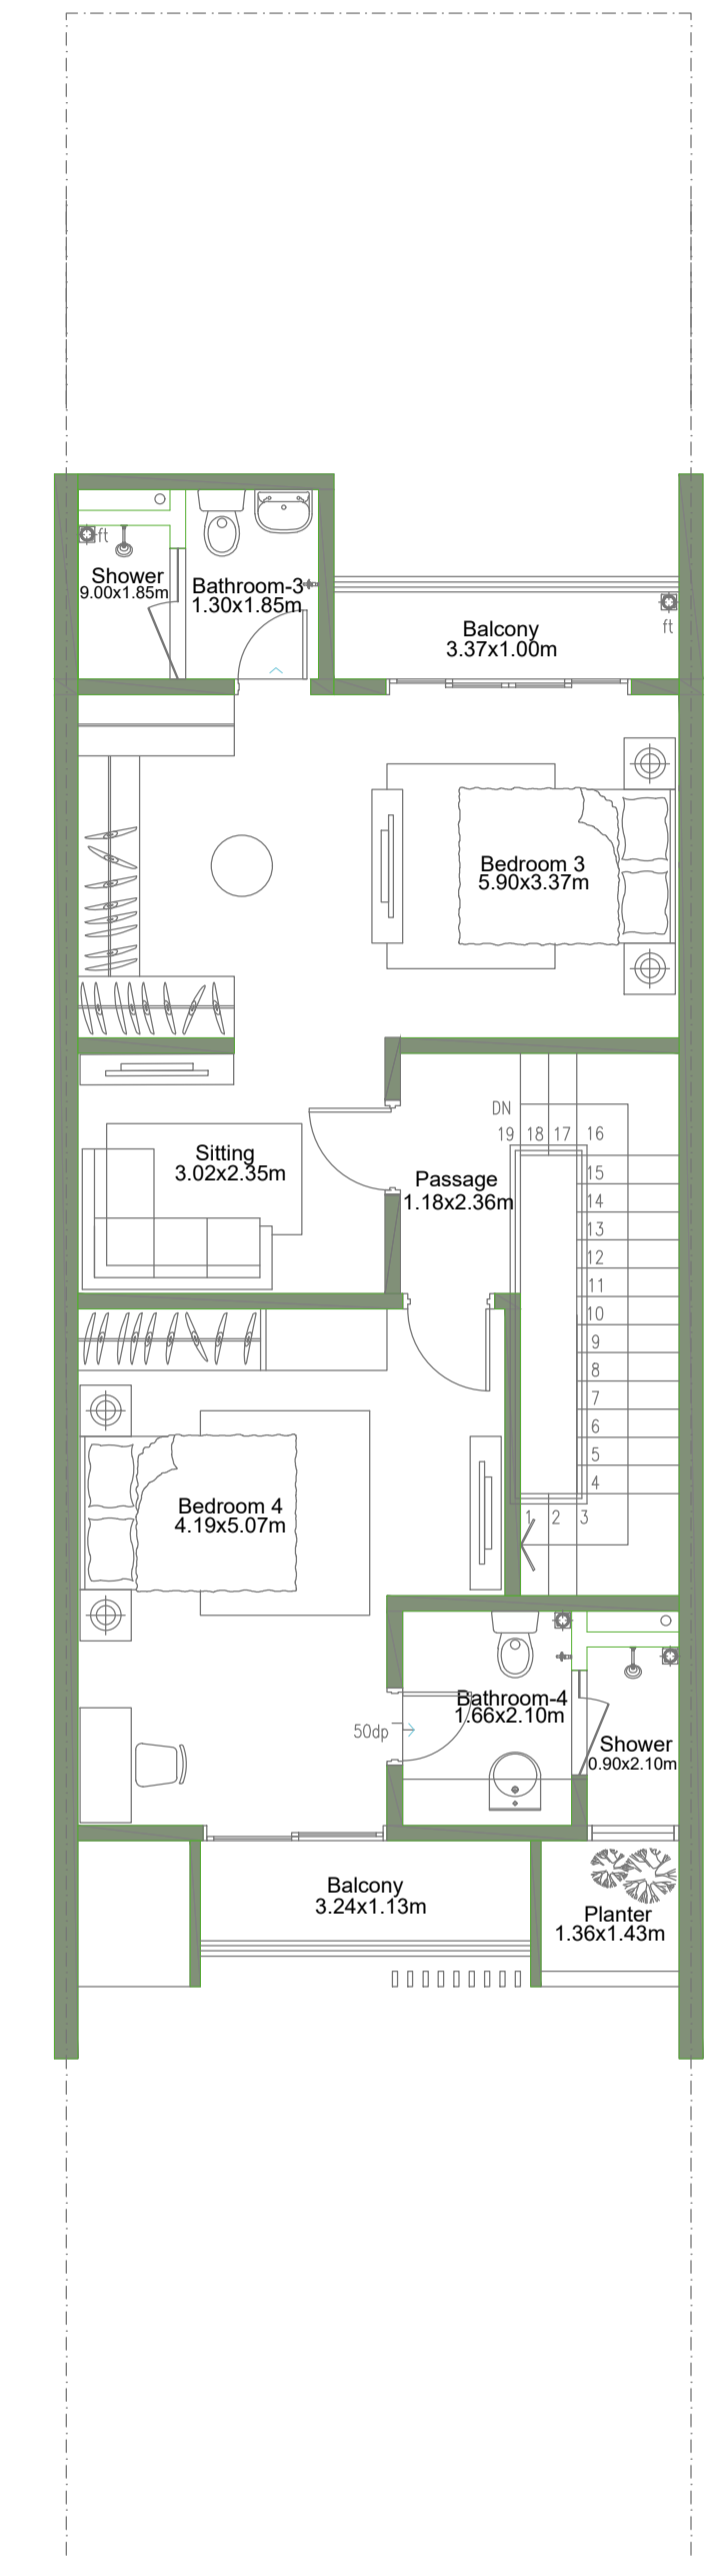 ft
Shower
9.00x1.85m
Bathroom-3
1.30x1.85m
ft
Balcony
3.37x1.00m
Bedroom 3
5.90x3.37m
DN
19 18 17 16
15
14
13
12
11
10
9
8
7
6
5
4
1 2 3
Sitting
3.02x2.35m
Passage
1.18x2.36m
Bedroom 4
4.19x5.07m
50dp
Bathroom-4
1.66x2.10m
Shower
0.90x2.10m
Balcony
3.24x1.13m
Planter
1.36x1.43m